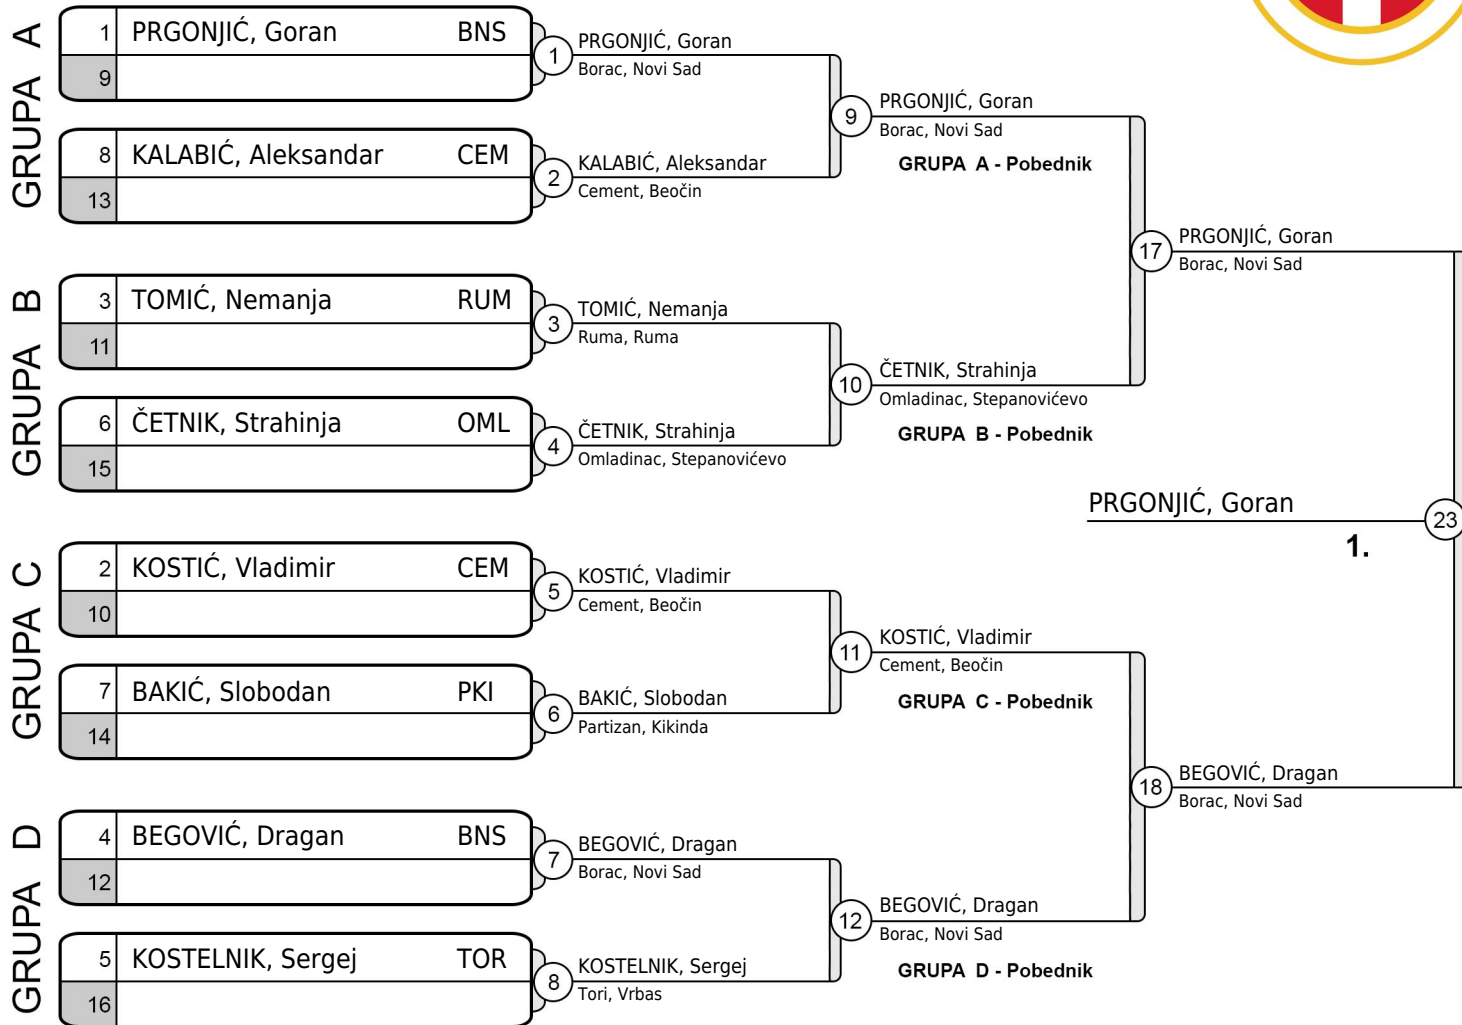 GRUPA A
1 PRGONJIĆ, Goran BNS
9
8 KALABIĆ, Aleksandar CEM
13
1 PRGONJIĆ, Goran
Borac, Novi Sad
2 KALABIĆ, Aleksandar
Cement, Beočin
9 PRGONJIĆ, Goran
Borac, Novi Sad
GRUPA A - Pobednik
GRUPA B
3 TOMIĆ, Nemanja RUM
11
6 ČETNIK, Strahinja OML
15
3 TOMIĆ, Nemanja
Ruma, Ruma
4 ČETNIK, Strahinja
Omladinac, Stepanovićevo
10 ČETNIK, Strahinja
Omladinac, Stepanovićevo
GRUPA B - Pobednik
17 PRGONJIĆ, Goran
Borac, Novi Sad
PRGONJIĆ, Goran 23
1.
GRUPA C
2 KOSTIĆ, Vladimir CEM
10
7 BAKIĆ, Slobodan PKI
14
5 KOSTIĆ, Vladimir
Cement, Beočin
6 BAKIĆ, Slobodan
Partizan, Kikinda
11 KOSTIĆ, Vladimir
Cement, Beočin
GRUPA C - Pobednik
GRUPA D
4 BEGOVIĆ, Dragan BNS
12
5 KOSTELNIK, Sergej TOR
16
7 BEGOVIĆ, Dragan
Borac, Novi Sad
8 KOSTELNIK, Sergej
Tori, Vrbas
12 BEGOVIĆ, Dragan
Borac, Novi Sad
GRUPA D - Pobednik
18 BEGOVIĆ, Dragan
Borac, Novi Sad